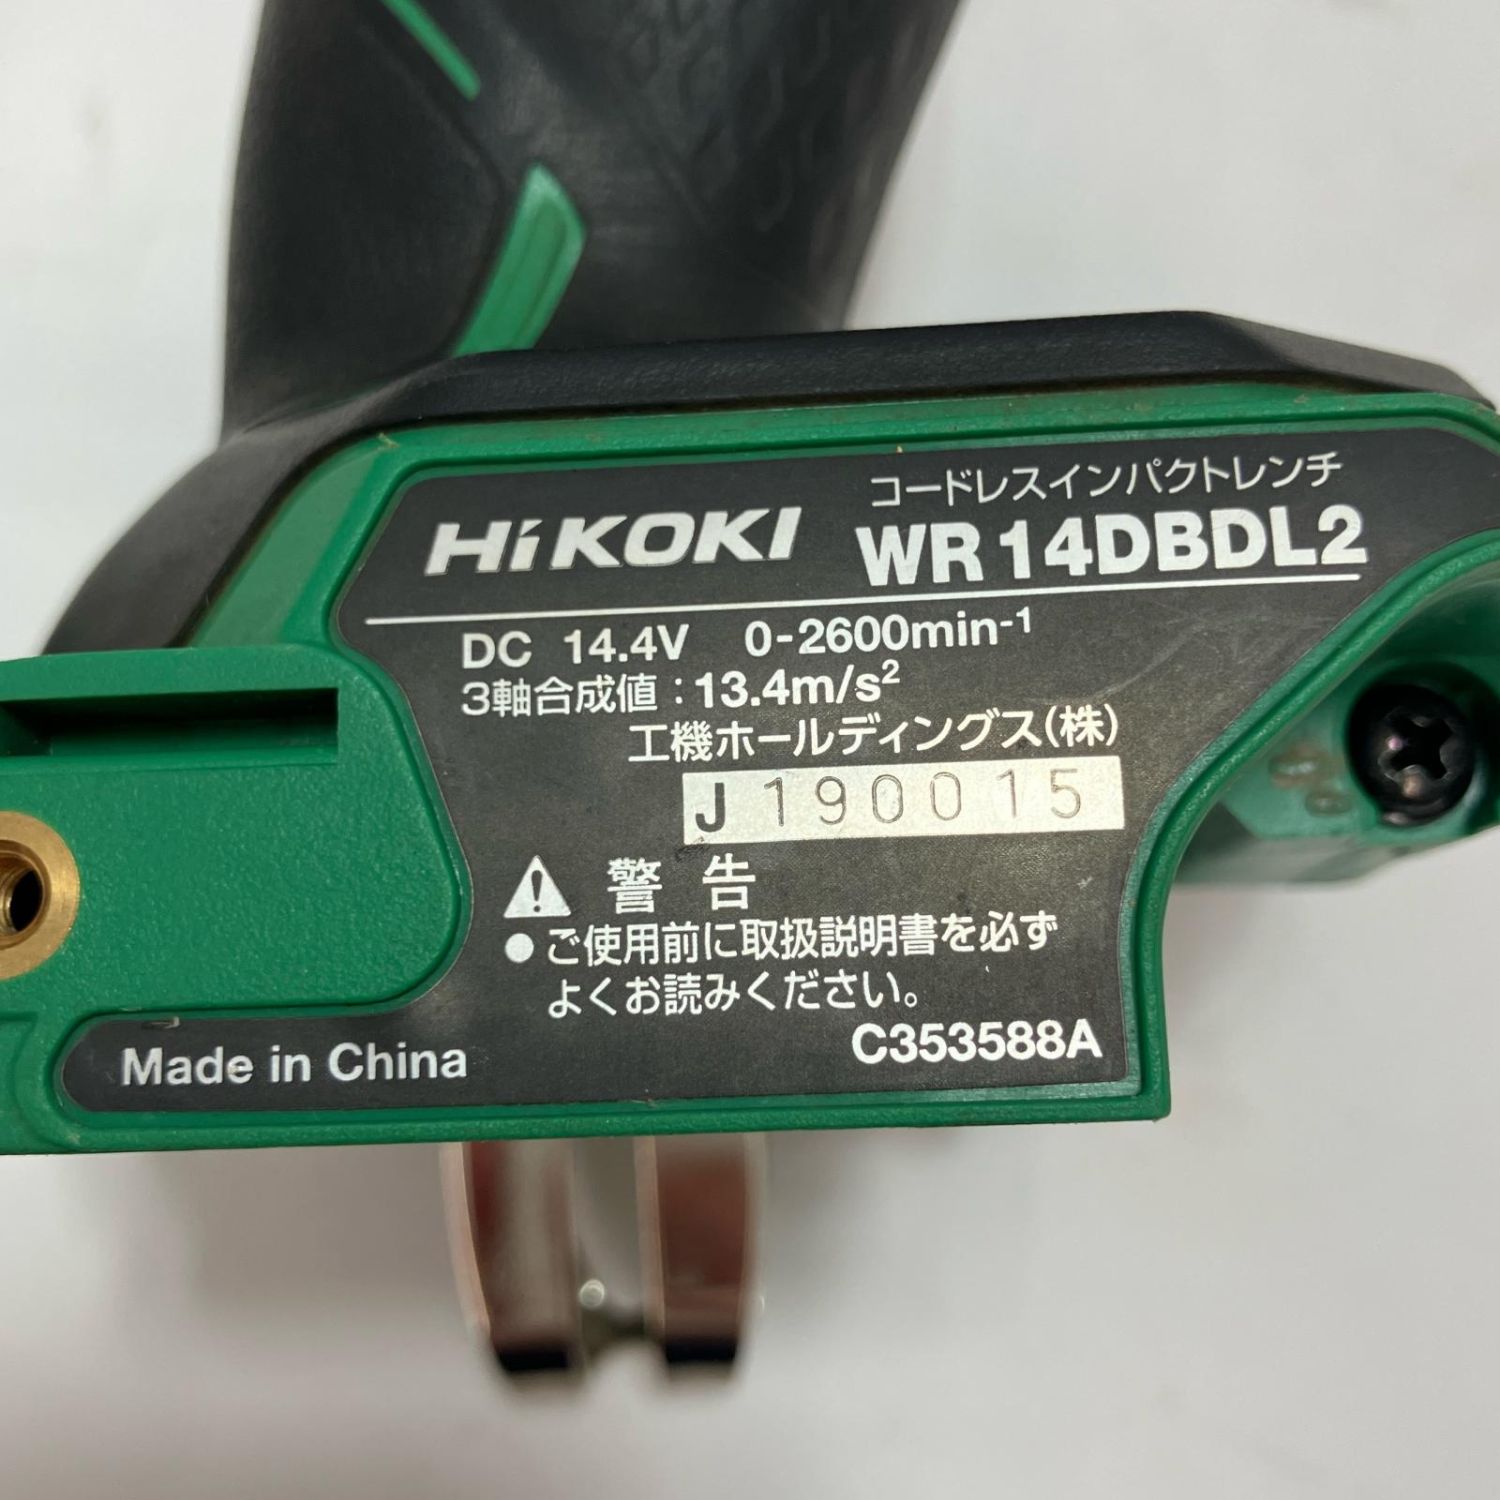 コードレスインパクトレンチ
HiKOKI WR14DBDL2
DC 14.4V 0-2600min-1
3軸合成値：13.4m/s²
工機ホールディングス(株)
J190015
警告
●ご使用前に取扱説明書を必ず
よくお読みください。
C353588A
Made in China